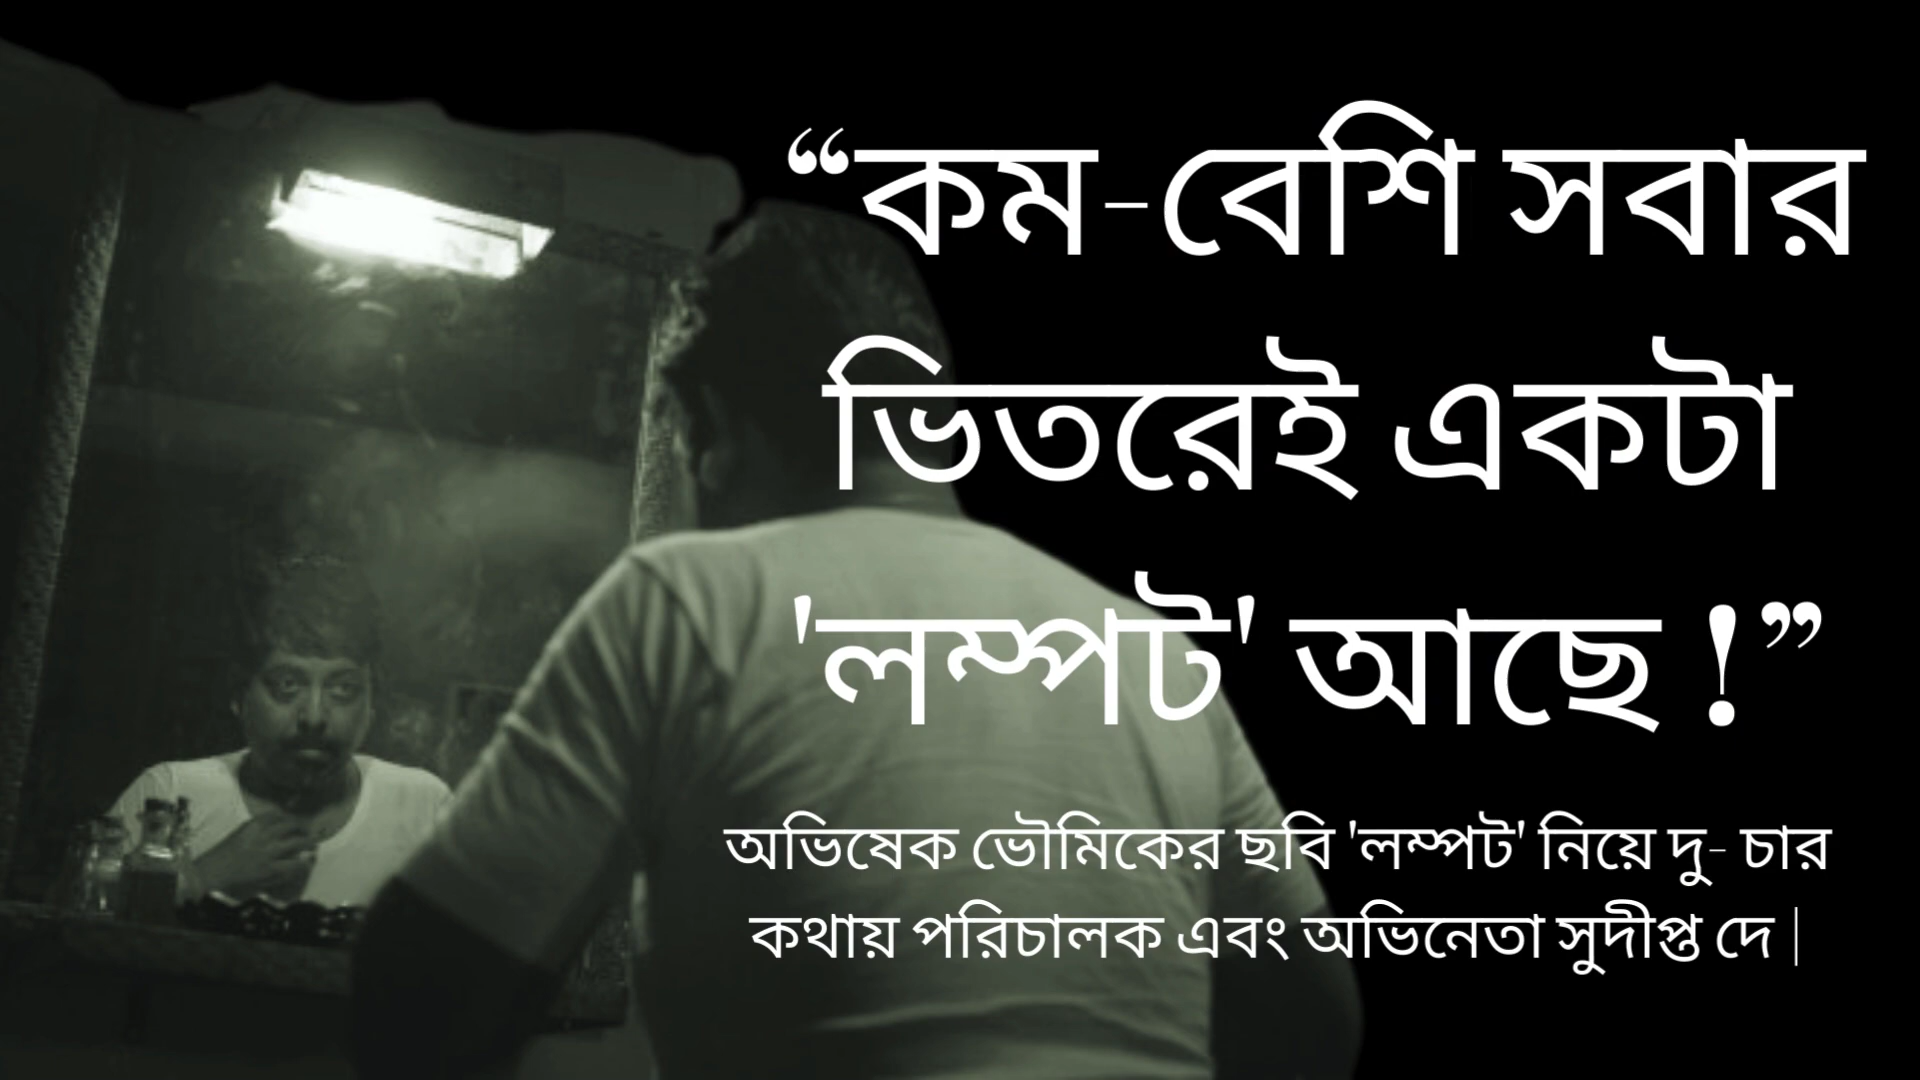 “কম-বেশি সবার
ভিতরেই একটা
'লম্পট' আছে !”
অভিষেক ভৌমিকের ছবি 'লম্পট' নিয়ে দু- চার
কথায় পরিচালক এবং অভিনেতা সুদীপ্ত দে |